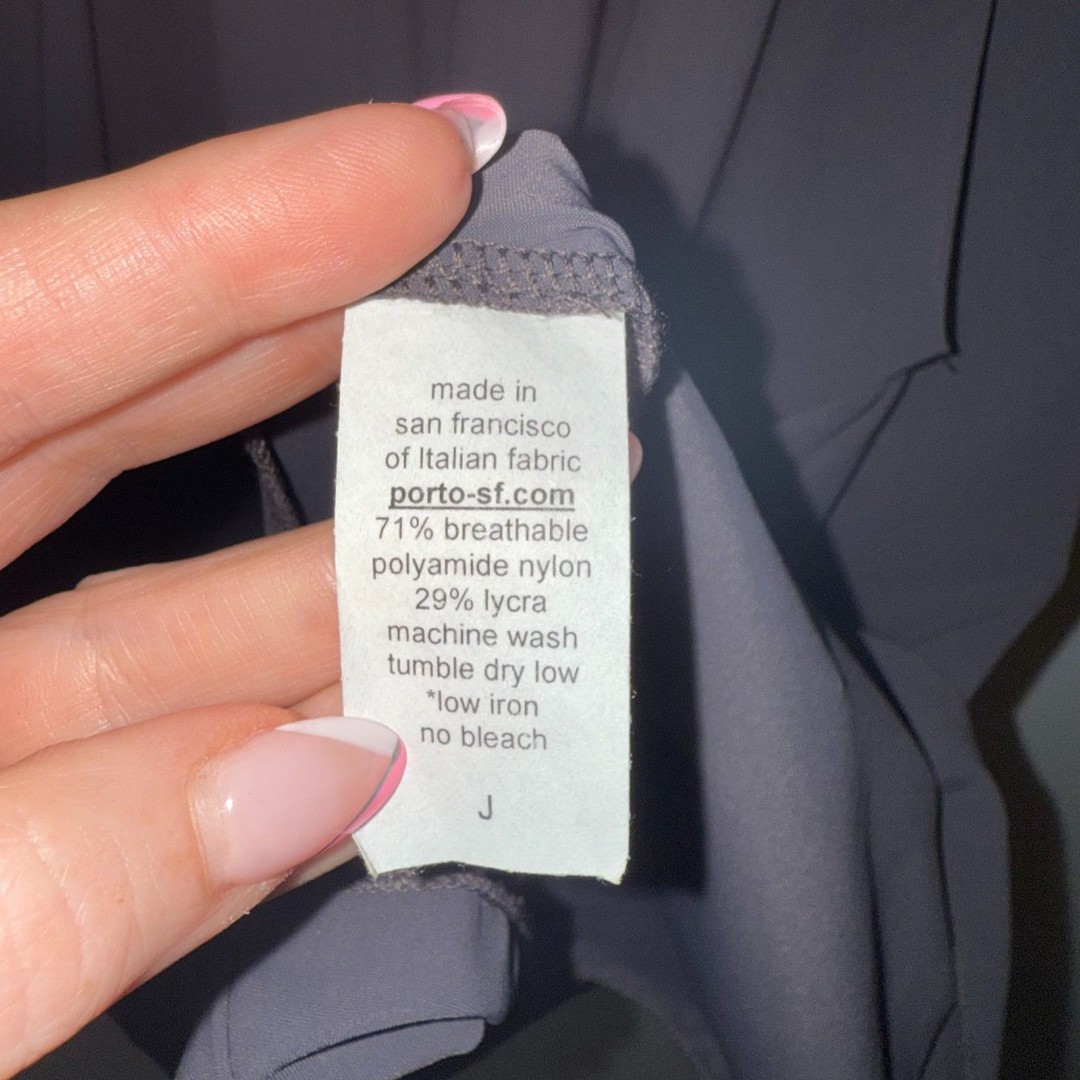 made in
san francisco
of Italian fabric
porto-sf.com
71% breathable
polyamide nylon
29% lycra
machine wash
tumble dry low
*low iron
no bleach
J